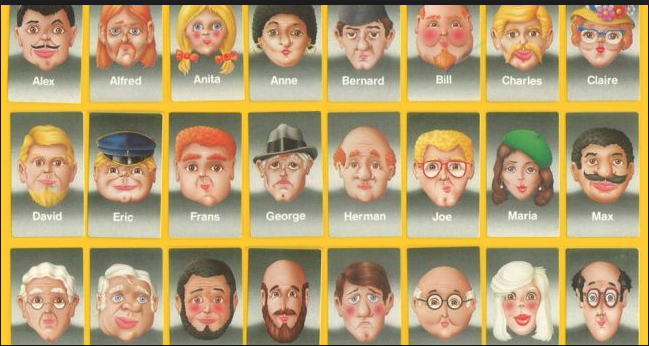 Alex
Alfred
Anita
Anne
Bernard
Bill
Charles
Claire
David
Eric
Frans
George
Herman
Joe
Maria
Max